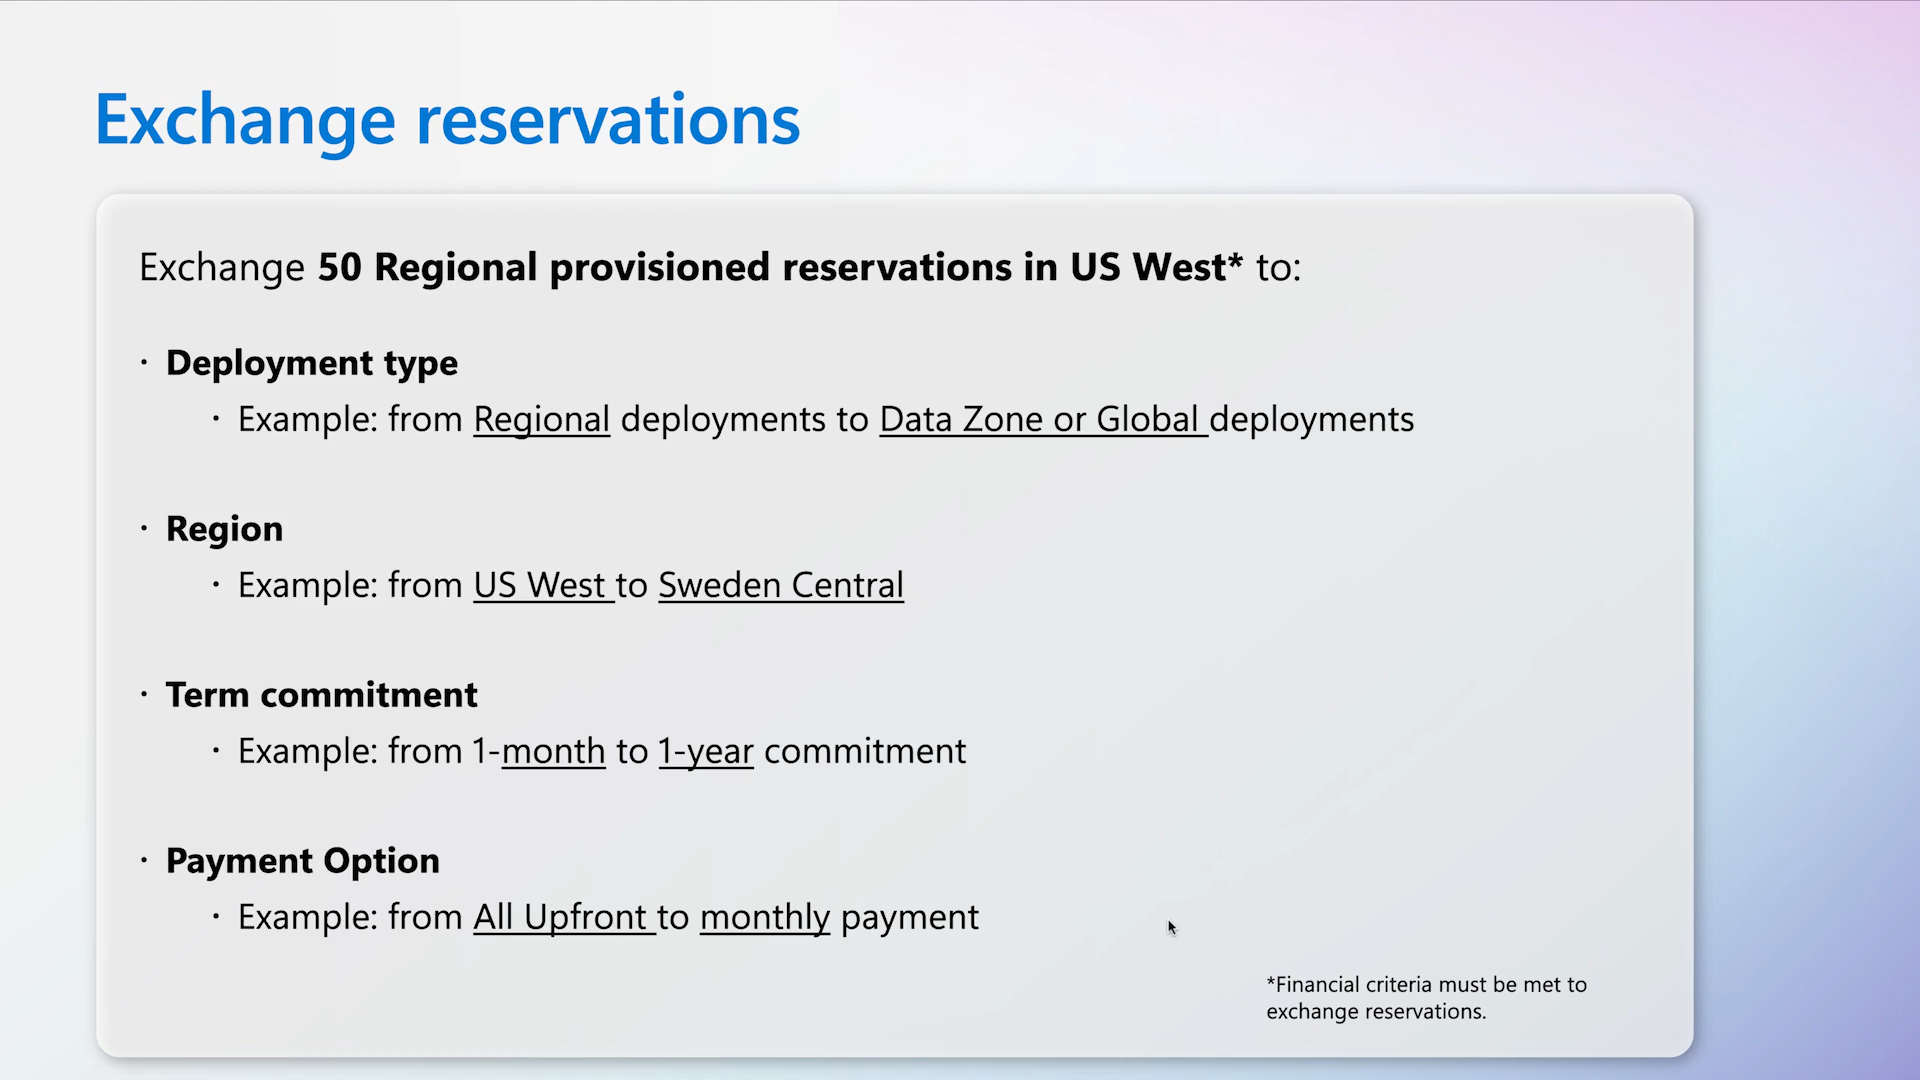 Exchange reservations
Exchange 50 Regional provisioned reservations in US West* to:
· Deployment type
· Example: from Regional deployments to Data Zone or Global deployments
· Region
· Example: from US West to Sweden Central
· Term commitment
· Example: from 1-month to 1-year commitment
· Payment Option
· Example: from All Upfront to monthly payment
*Financial criteria must be met to
exchange reservations.